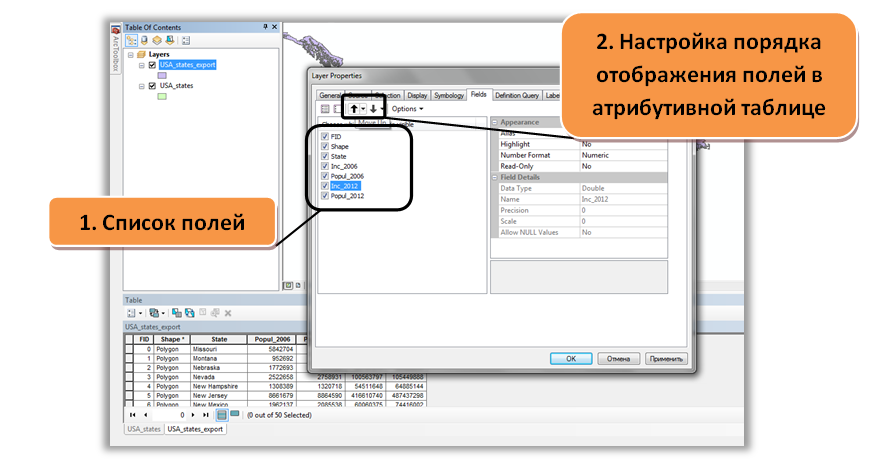 Table Of Contents
ArcToolbox
Layers
USA_states_export
USA_states
2. Настройка порядка
отображения полей в
атрибутивной таблице
Layer Properties
General Source Selection Display Symbology Fields Definition Query
Options
Move Up
FID
Shape
State
Inc_2006
Popul_2006
Inc_2012
Popul_2012
Appearance
Alias
Highlight No
Number Format Numeric
Read-Only No
Field Details
Data Type Double
Name Inc_2012
Precision 0
Scale 0
Allow NULL Values No
1. Список полей
OK Отмена Применить
Table
USA_states_export
FID Shape * State Popul_2006
0 Polygon Missouri 5842704
1 Polygon Montana 952692
2 Polygon Nebraska 1772693
3 Polygon Nevada 2522658 2758931 100563797 105449888
4 Polygon New Hampshire 1308389 1320718 54511648 64885144
5 Polygon New Jersey 8661679 8864590 416610740 487437298
6 Polygon New Mexico 1962137 2085538 60060375 74416002
0 (0 out of 50 Selected)
USA_states USA_states_export